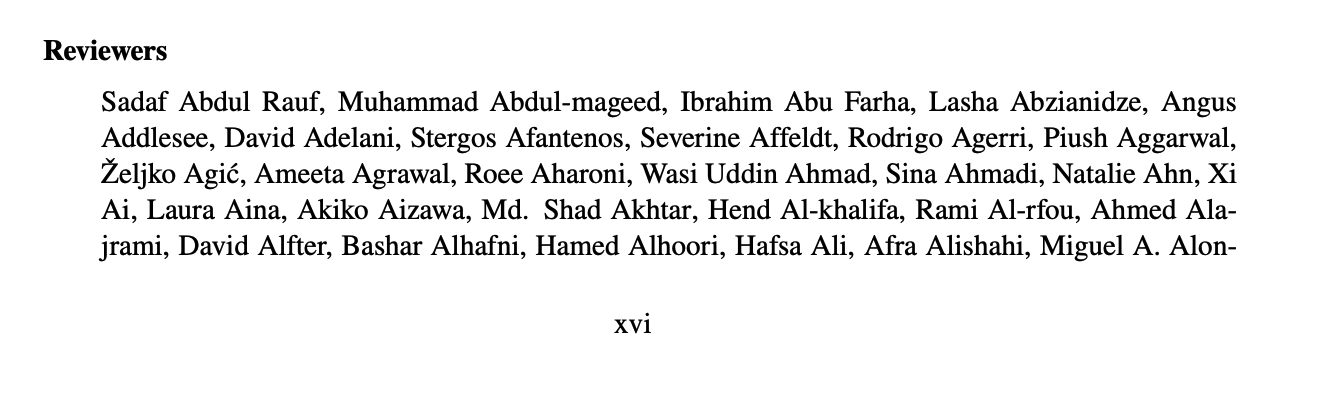 Reviewers
Sadaf Abdul Rauf, Muhammad Abdul-mageed, Ibrahim Abu Farha, Lasha Abzianidze, Angus
Addlesee, David Adelani, Stergos Afantenos, Severine Affeldt, Rodrigo Agerri, Piush Aggarwal,
Željko Agić, Ameeta Agrawal, Roee Aharoni, Wasi Uddin Ahmad, Sina Ahmadi, Natalie Ahn, Xi
Ai, Laura Aina, Akiko Aizawa, Md. Shad Akhtar, Hend Al-khalifa, Rami Al-rfou, Ahmed Ala-
jrami, David Alfter, Bashar Alhafni, Hamed Alhoori, Hafsa Ali, Afra Alishahi, Miguel A. Alon-
xvi